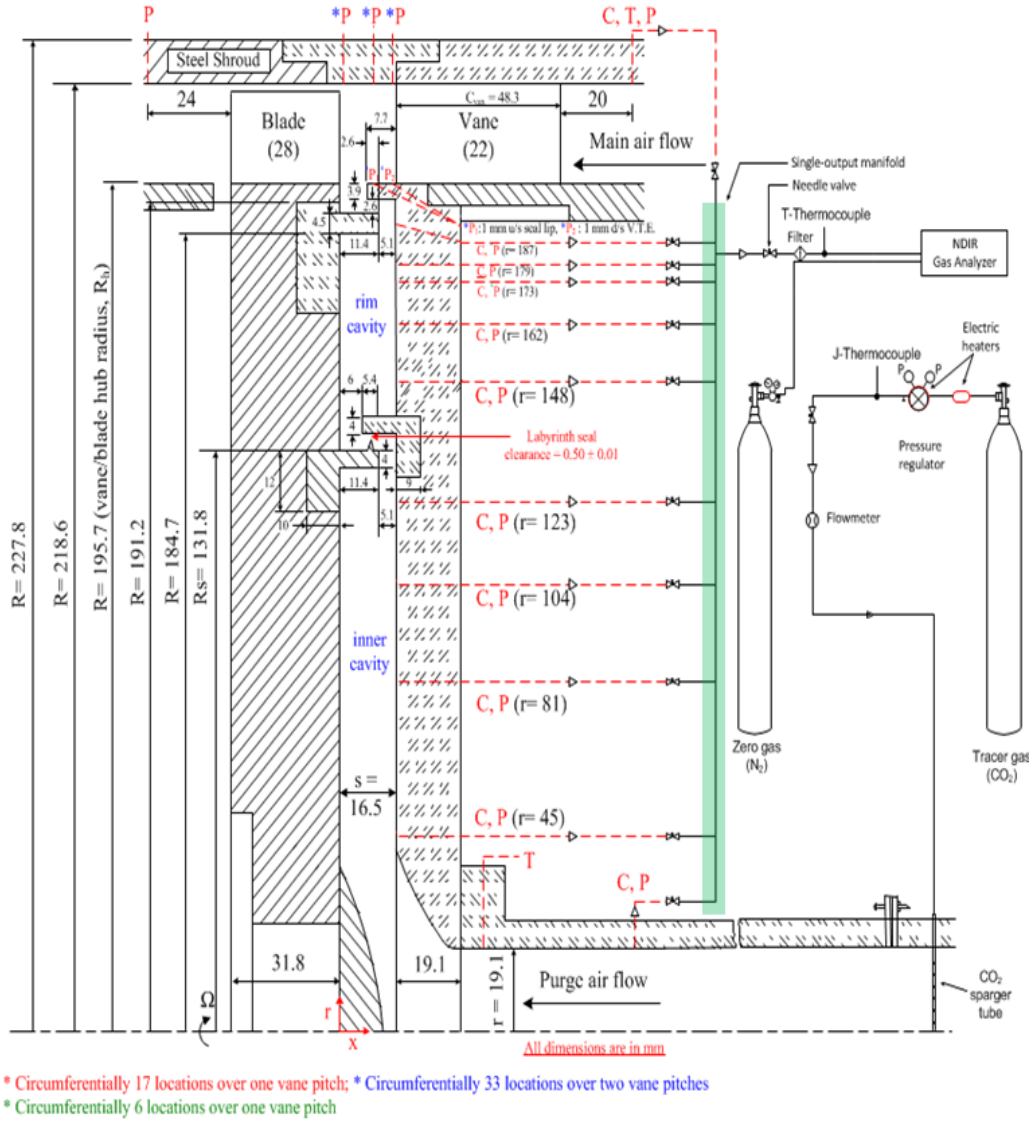 P
*P *P *P
C, T, P
Steel Shroud
24
Blade
(28)
7.7
2.6
Cvax = 48.3
Vane
(22)
20
Main air flow
Single-output manifold
Needle valve
T-Thermocouple
Filter
NDIR
Gas Analyzer
3.9
2.6
4.5
11.4
5.1
*P1:1 mm u/s seal lip, *P2 : 1 mm d/s V.T.E.
C, P (r= 187)
C, P (r= 179)
C, P (r= 173)
rim
cavity
C, P (r= 162)
6
5.4
4
C, P (r= 148)
Labyrinth seal
clearance ~ 0.50 ± 0.01
4
12
11.4
9
10
5.1
C, P (r= 123)
C, P (r= 104)
inner
cavity
C, P (r= 81)
s =
16.5
C, P (r= 45)
T
C, P
31.8
19.1
r = 19.1
Purge air flow
Ω
r
x
All dimensions are in mm
R= 227.8
R= 218.6
R= 195.7 (vane/blade hub radius, Rh)
R= 191.2
R= 184.7
Rs= 131.8
J-Thermocouple
P
P
Electric
heaters
Pressure
regulator
Flowmeter
Zero gas
(N2)
Tracer gas
(CO2)
CO2
sparger
tube
* Circumferentially 17 locations over one vane pitch; * Circumferentially 33 locations over two vane pitches
* Circumferentially 6 locations over one vane pitch